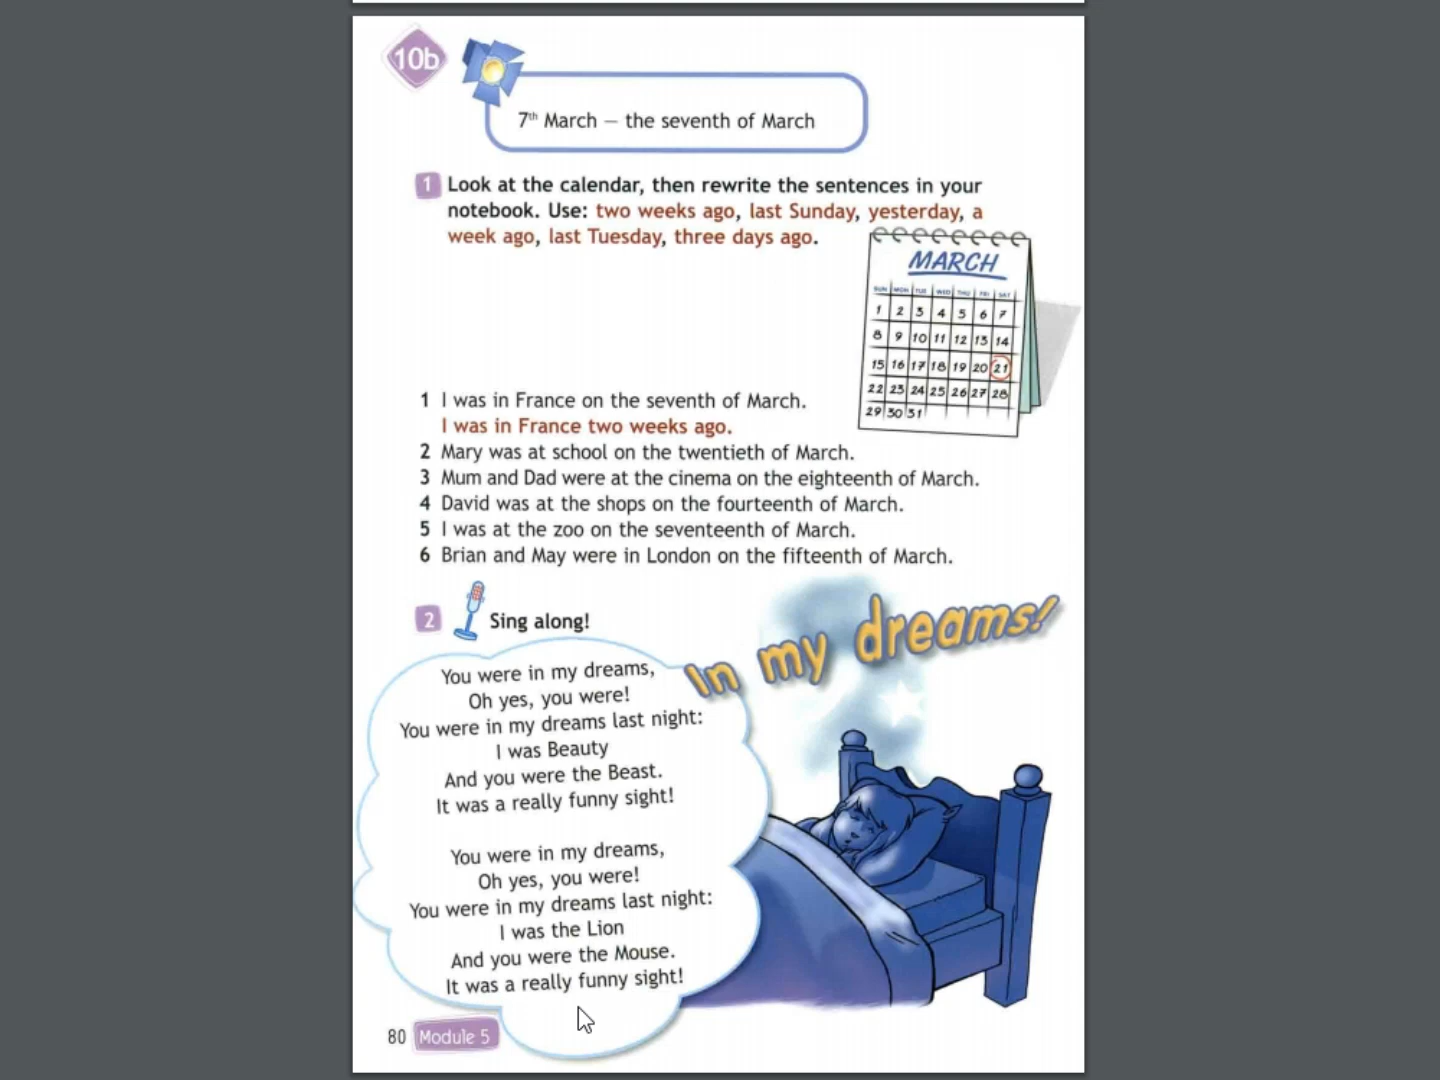 10b
7th March – the seventh of March
1 Look at the calendar, then rewrite the sentences in your
notebook. Use: two weeks ago, last Sunday, yesterday, a
week ago, last Tuesday, three days ago.
MARCH
SUN MON TUE WED THU FRI SAT
1 2 3 4 5 6 7
8 9 10 11 12 13 14
15 16 17 18 19 20 21
22 23 24 25 26 27 28
29 30 31
1 I was in France on the seventh of March.
I was in France two weeks ago.
2 Mary was at school on the twentieth of March.
3 Mum and Dad were at the cinema on the eighteenth of March.
4 David was at the shops on the fourteenth of March.
5 I was at the zoo on the seventeenth of March.
6 Brian and May were in London on the fifteenth of March.
2 Sing along!
In my dreams!
You were in my dreams,
Oh yes, you were!
You were in my dreams last night:
I was Beauty
And you were the Beast.
It was a really funny sight!
You were in my dreams,
Oh yes, you were!
You were in my dreams last night:
I was the Lion
And you were the Mouse.
It was a really funny sight!
80 Module 5